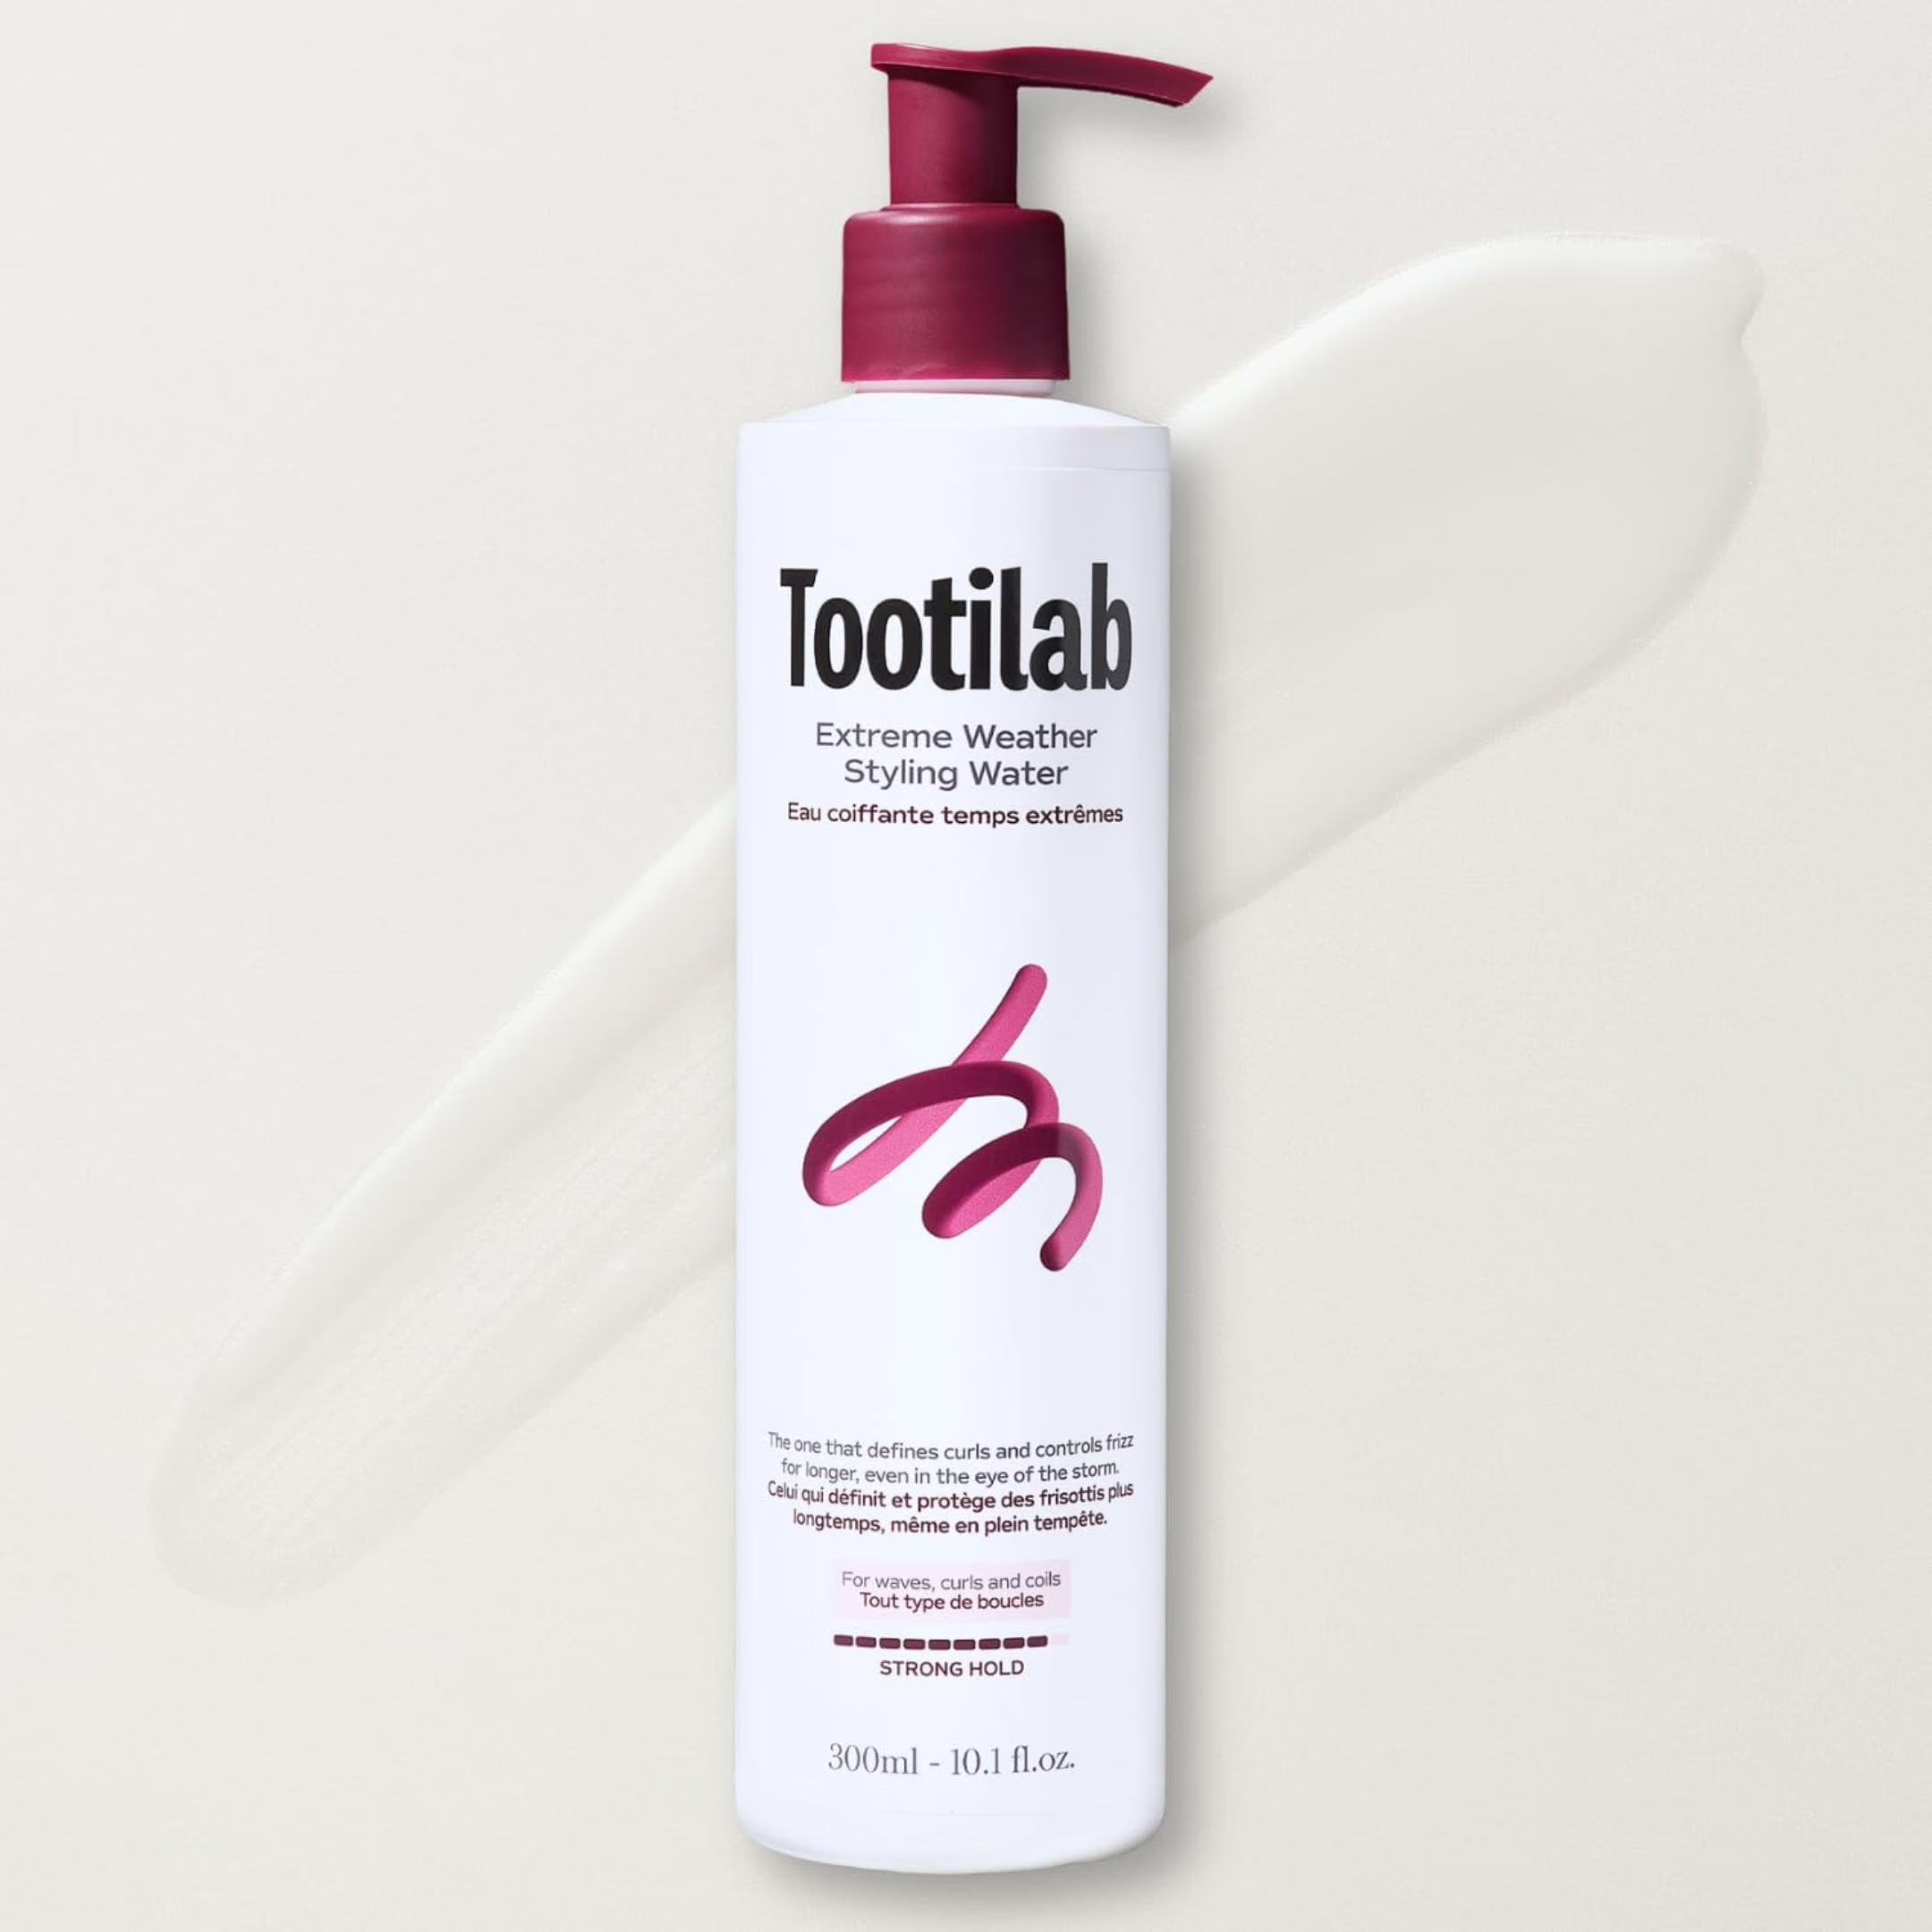 Tootilab
Extreme Weather
Styling Water
Eau coiffante temps extrêmes
The one that defines curls and controls frizz
for longer, even in the eye of the storm.
Celui qui définit et protège des frisottis plus
longtemps, même en plein tempête.
For waves, curls and coils
Tout type de boucles
STRONG HOLD
300ml - 10.1 fl.oz.